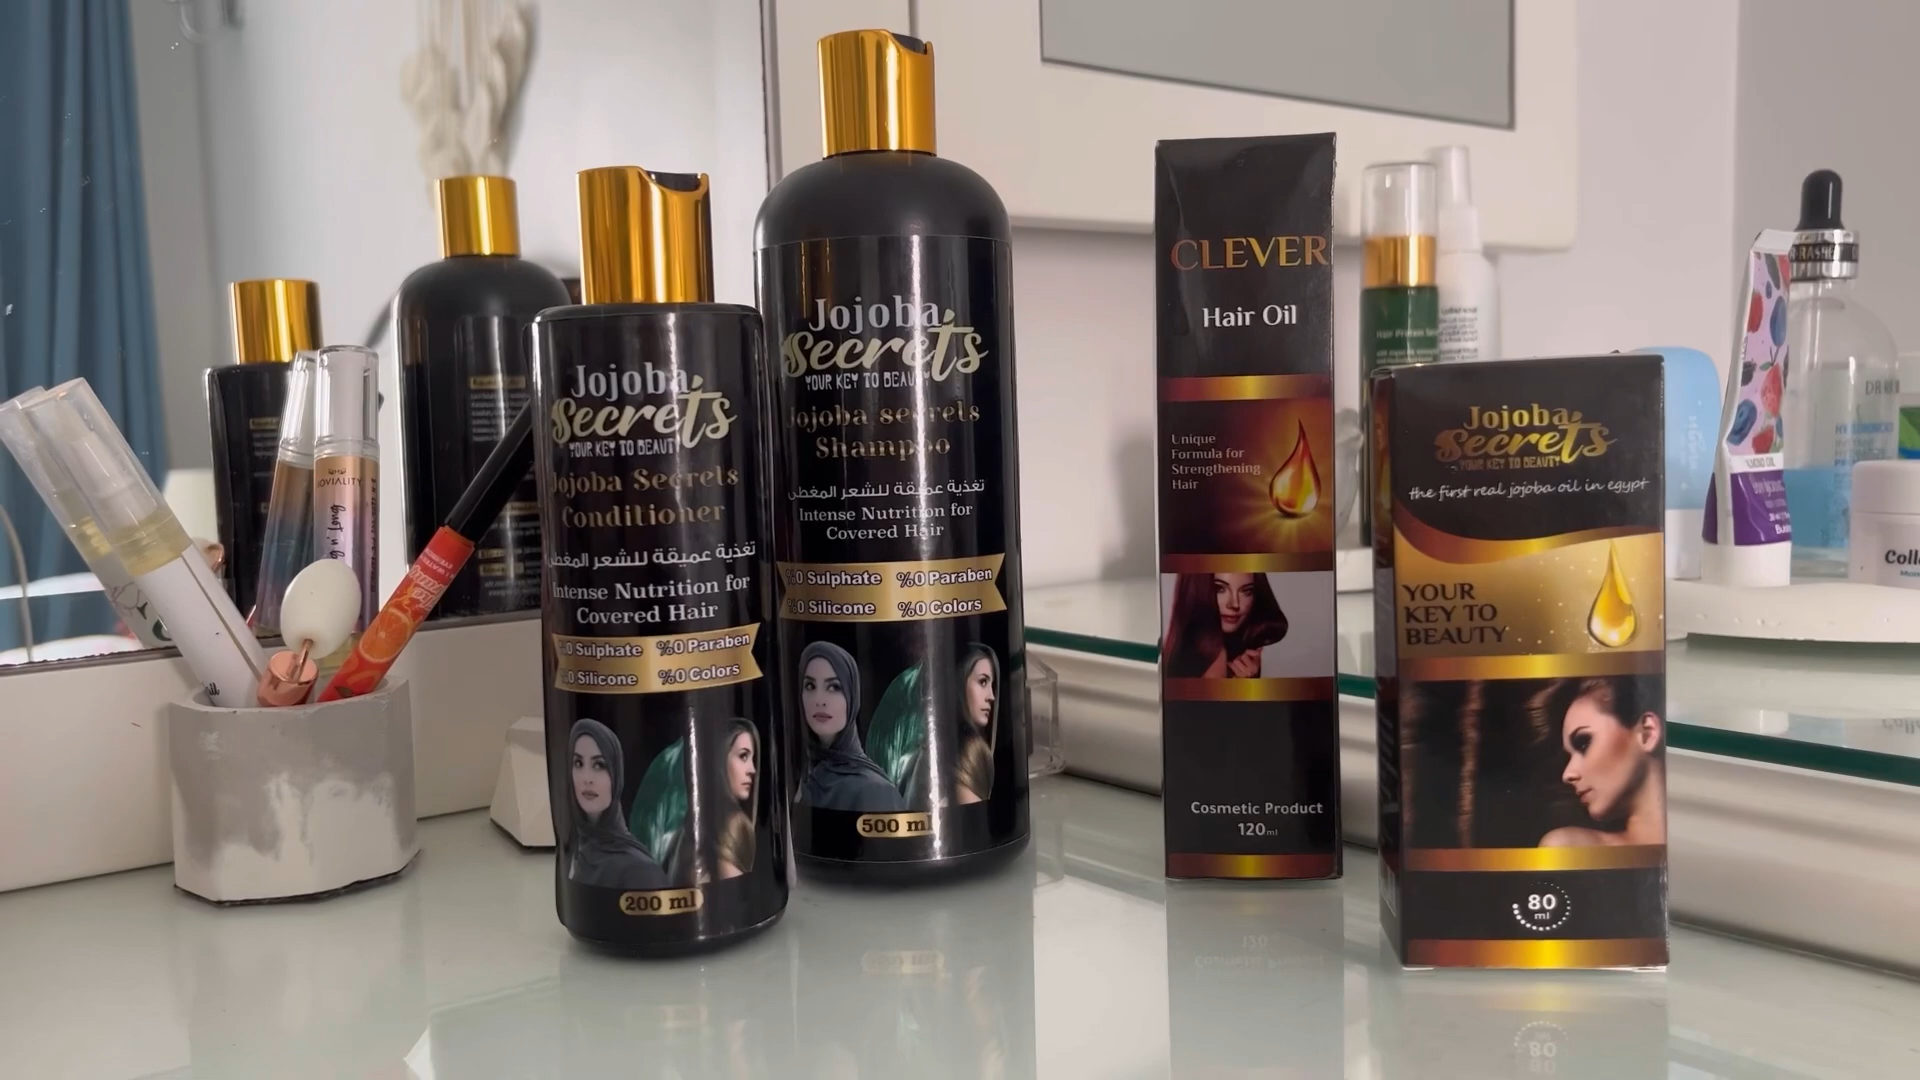 Jojoba
Secrets
YOUR KEY TO BEAUTY
Jojoba Secrets
Conditioner
تغذية عميقة للشعر المغطى
Intense Nutrition for
Covered Hair
%0 Sulphate %0 Paraben
%0 Silicone %0 Colors
200 ml
Jojoba
Secrets
YOUR KEY TO BEAUTY
Jojoba secrets
Shampoo
تغذية عميقة للشعر المغطى
Intense Nutrition for
Covered Hair
%0 Sulphate %0 Paraben
%0 Silicone %0 Colors
500 ml
CLEVER
Hair Oil
Unique
Formula for
Strengthening
Hair
Cosmetic Product
120ml
Jojoba
Secrets
YOUR KEY TO BEAUTY
the first real jojoba oil in egypt
YOUR
KEY TO
BEAUTY
80
ml
JOVIALITY
Hair Protein